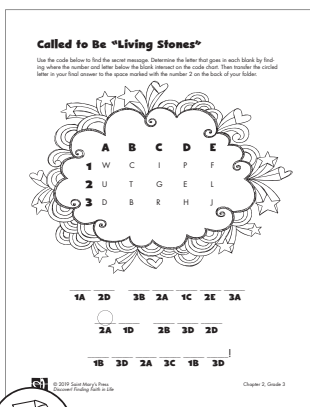 Called to Be “Living Stones”
Use the code below to find the secret message. Determine the letter that goes in each blank by find-
ing where the number and letter below the blank intersect on the code chart. Then transfer the circled
letter in your final answer to the space marked with the number 2 on the back of your folder.
A B C D E
1 W C I P F
2 U T G E L
3 D B R H J
1A 2D 3B 2A 1C 2E 3A
2A 1D 2B 3D 2D
1B 3D 2A 3C 1B 3D !
© 2019 Saint Mary’s Press
Discover! Finding Faith in Life
Chapter 2, Grade 3